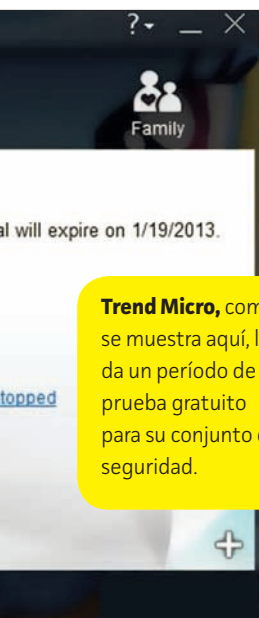 ?
Family
al will expire on 1/19/2013.
Trend Micro, com
se muestra aquí, l
da un período de
topped
prueba gratuito
para su conjunto
seguridad.